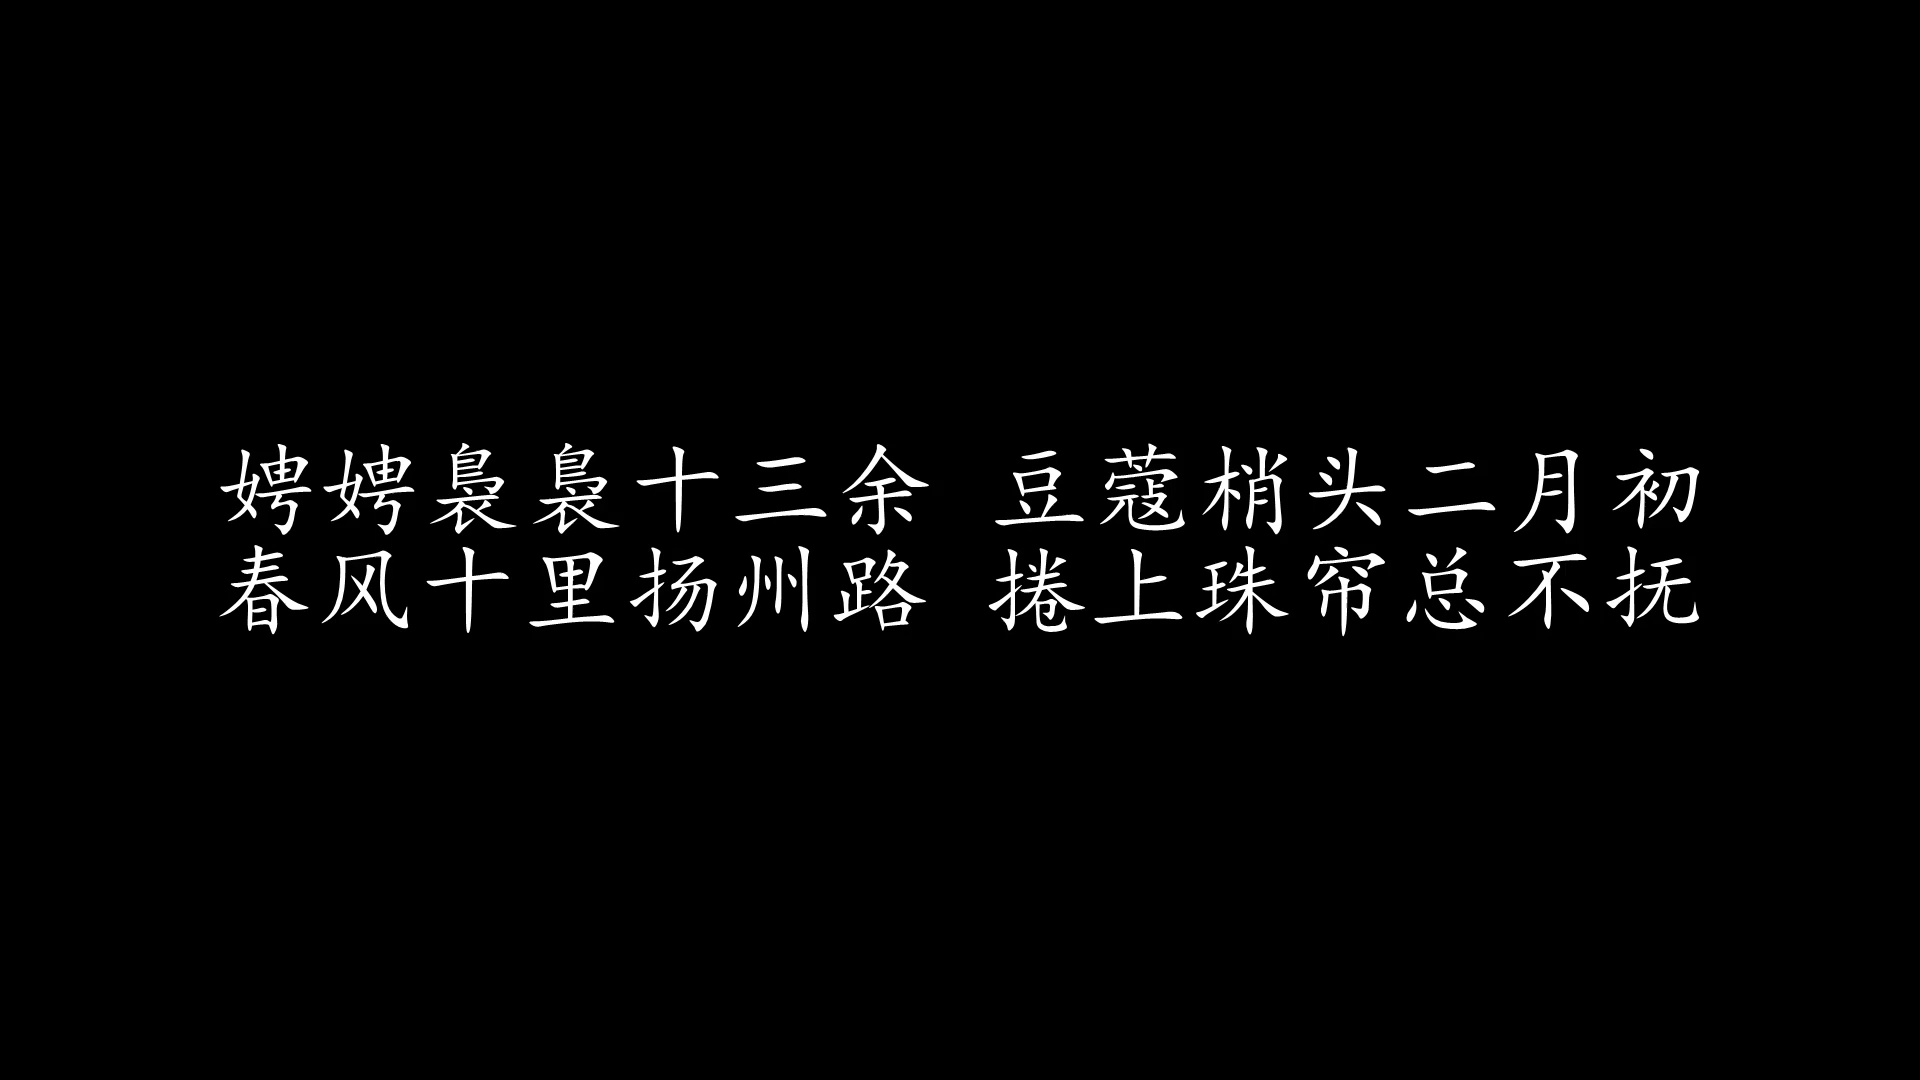 娉娉袅袅十三余 豆蔻梢头二月初
春风十里扬州路 捲上珠帘总不抚